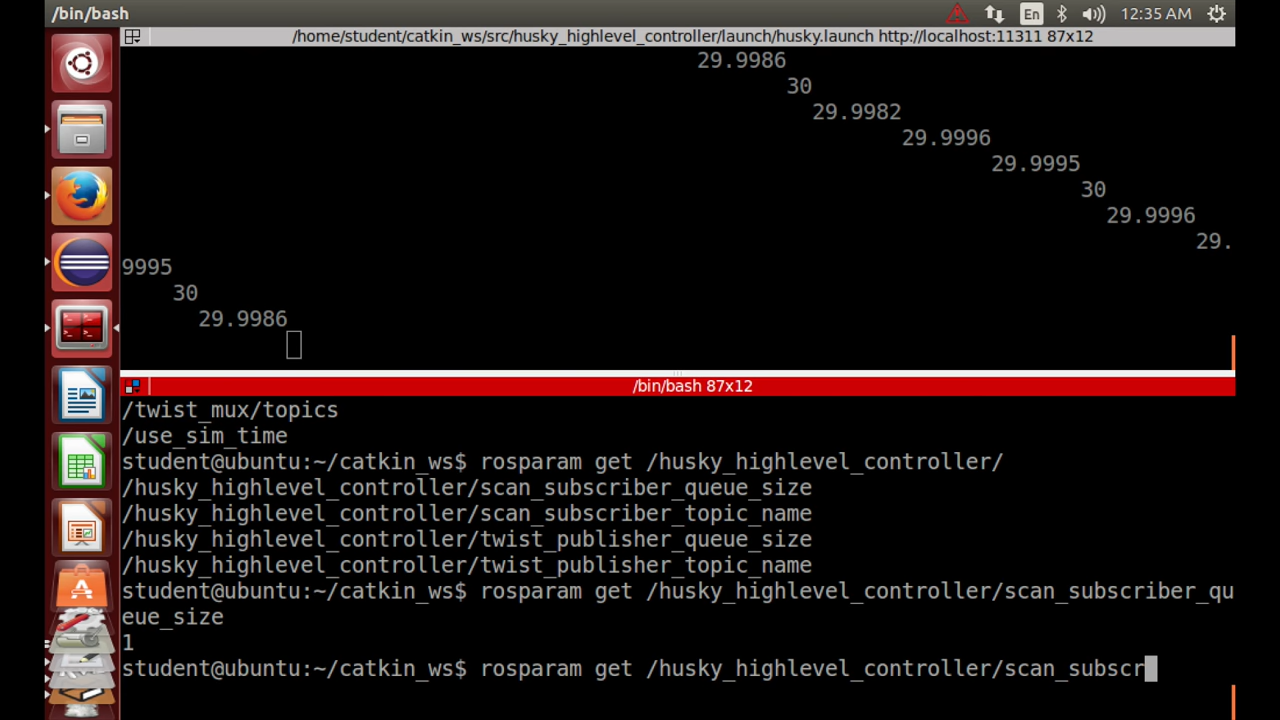 /bin/bash
En
12:35 AM
/home/student/catkin_ws/src/husky_highlevel_controller/launch/husky.launch http://localhost:11311 87x12
29.9986
30
29.9982
29.9996
29.9995
30
29.9996
29.
9995
30
29.9986
/bin/bash 87x12
/twist_mux/topics
/use_sim_time
student@ubuntu:~/catkin_ws$ rosparam get /husky_highlevel_controller/
/husky_highlevel_controller/scan_subscriber_queue_size
/husky_highlevel_controller/scan_subscriber_topic_name
/husky_highlevel_controller/twist_publisher_queue_size
/husky_highlevel_controller/twist_publisher_topic_name
student@ubuntu:~/catkin_ws$ rosparam get /husky_highlevel_controller/scan_subscriber_qu
eue_size
1
student@ubuntu:~/catkin_ws$ rosparam get /husky_highlevel_controller/scan_subscr